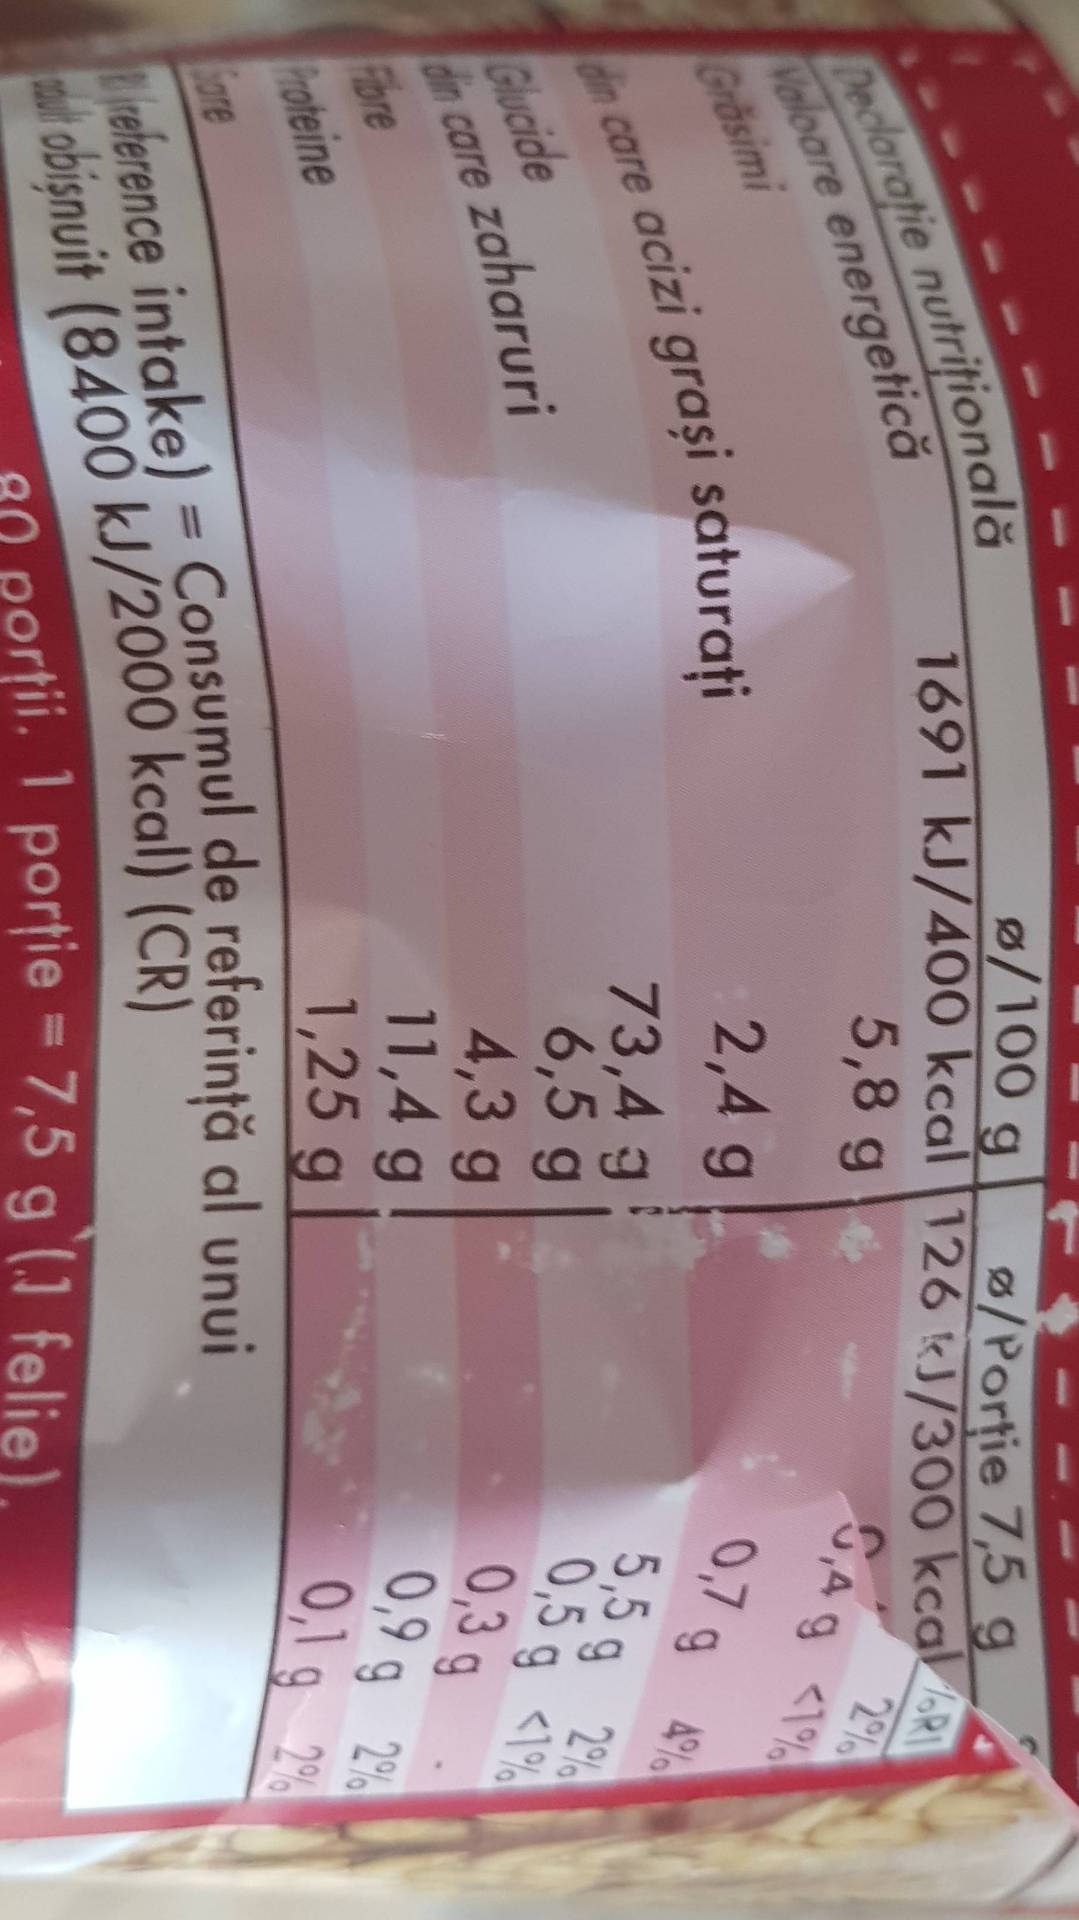 Declarație nutrițională ø/100 g ø/Porție 7,5 g %RI
Valoare energetică 1691 kJ/400 kcal 126 kJ/300 kcal 2%
Grăsimi 5,8 g 0,4 g <1%
din care acizi grași saturați 2,4 g 0,7 g 4%
Glucide 73,4 g 5,5 g 2%
din care zaharuri 6,5 g 0,5 g <1%
Fibre 4,3 g 0,3 g .
Proteine 11,4 g 0,9 g 2%
Sare 1,25 g 0,1 g 2%
RI (reference intake) = Consumul de referință al unui
adult obișnuit (8400 kJ/2000 kcal) (CR)
80 porții. 1 porție = 7,5 g (1 felie).